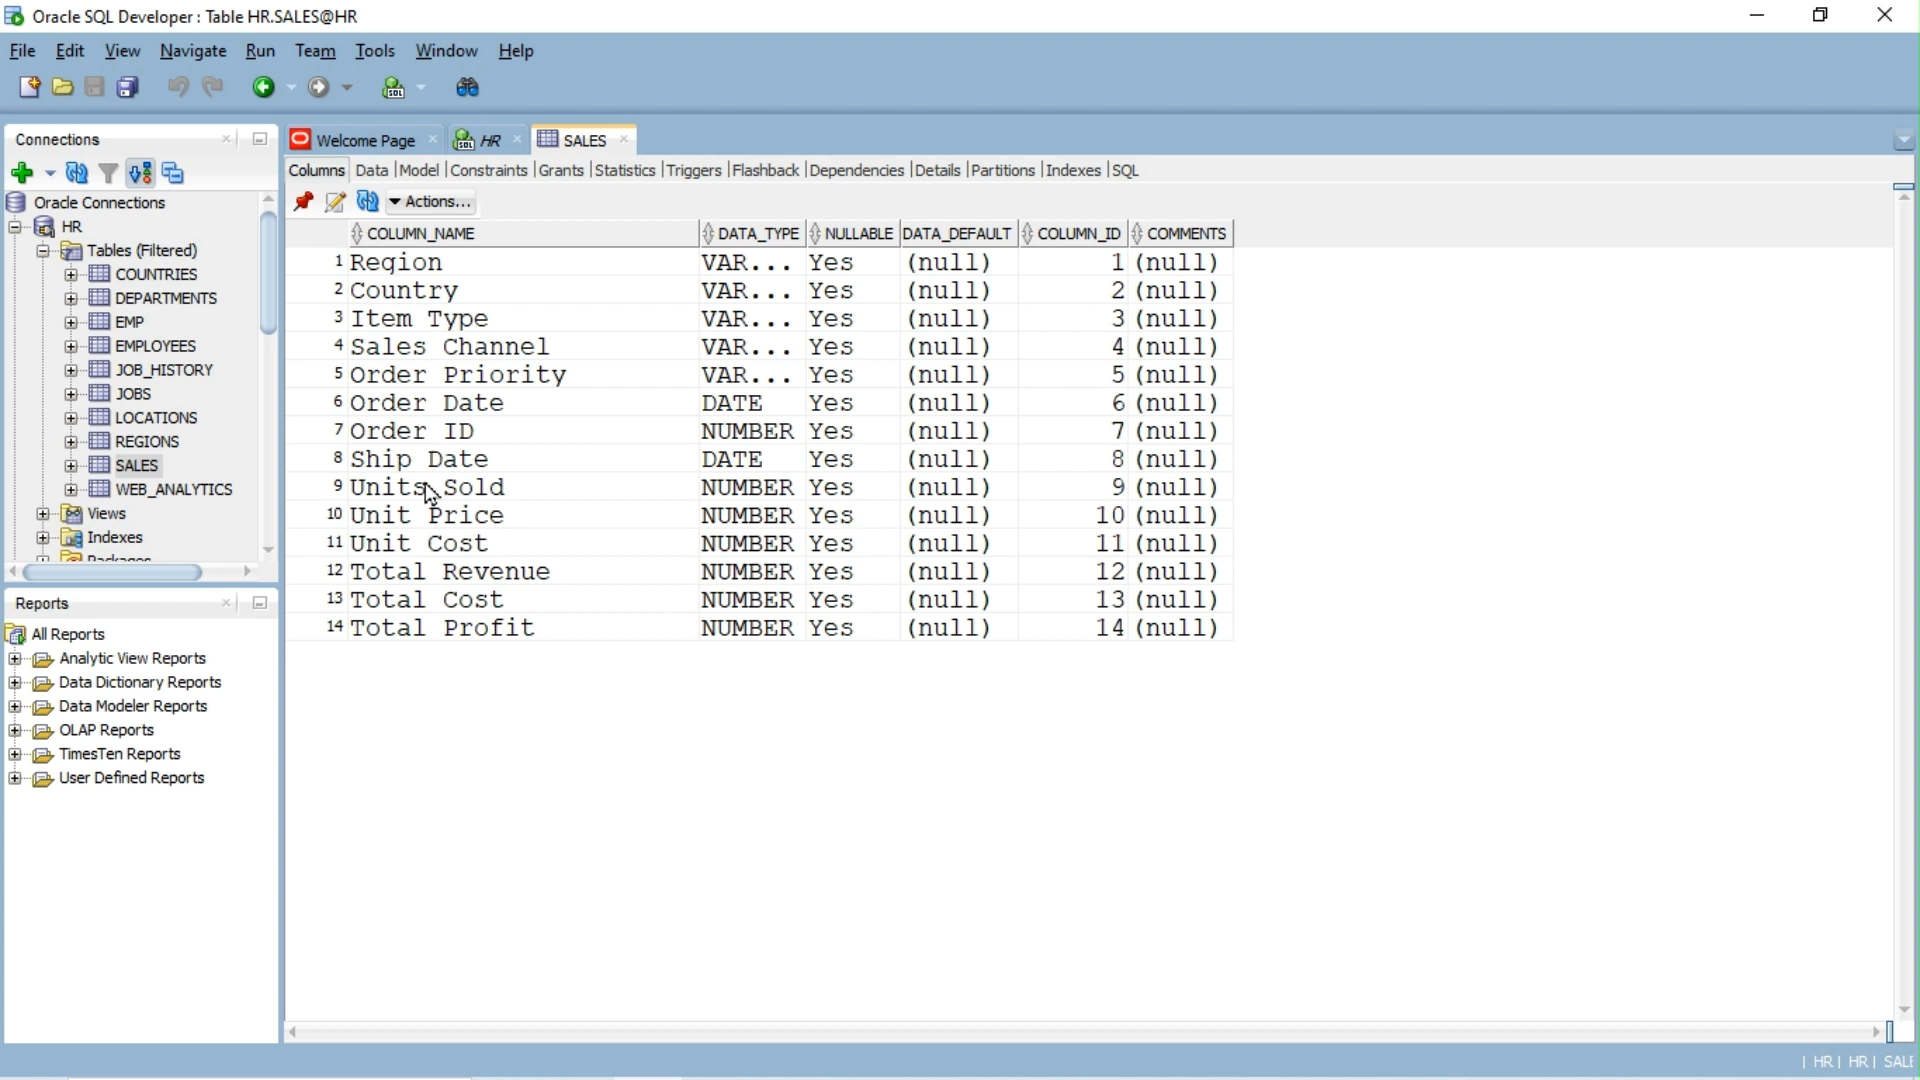 Oracle SQL Developer : Table HR.SALES@HR
File Edit View Navigate Run Team Tools Window Help
Connections
Oracle Connections
HR
Tables (Filtered)
COUNTRIES
DEPARTMENTS
EMP
EMPLOYEES
JOB_HISTORY
JOBS
LOCATIONS
REGIONS
SALES
WEB_ANALYTICS
Views
Indexes
Reports
All Reports
Analytic View Reports
Data Dictionary Reports
Data Modeler Reports
OLAP Reports
TimesTen Reports
User Defined Reports
Welcome Page HR SALES
Columns Data Model Constraints Grants Statistics Triggers Flashback Dependencies Details Partitions Indexes SQL
Actions...
COLUMN_NAME DATA_TYPE NULLABLE DATA_DEFAULT COLUMN_ID COMMENTS
1 Region VAR... Yes (null) 1 (null)
2 Country VAR... Yes (null) 2 (null)
3 Item Type VAR... Yes (null) 3 (null)
4 Sales Channel VAR... Yes (null) 4 (null)
5 Order Priority VAR... Yes (null) 5 (null)
6 Order Date DATE Yes (null) 6 (null)
7 Order ID NUMBER Yes (null) 7 (null)
8 Ship Date DATE Yes (null) 8 (null)
9 Units Sold NUMBER Yes (null) 9 (null)
10 Unit Price NUMBER Yes (null) 10 (null)
11 Unit Cost NUMBER Yes (null) 11 (null)
12 Total Revenue NUMBER Yes (null) 12 (null)
13 Total Cost NUMBER Yes (null) 13 (null)
14 Total Profit NUMBER Yes (null) 14 (null)
| HR | HR | SALE